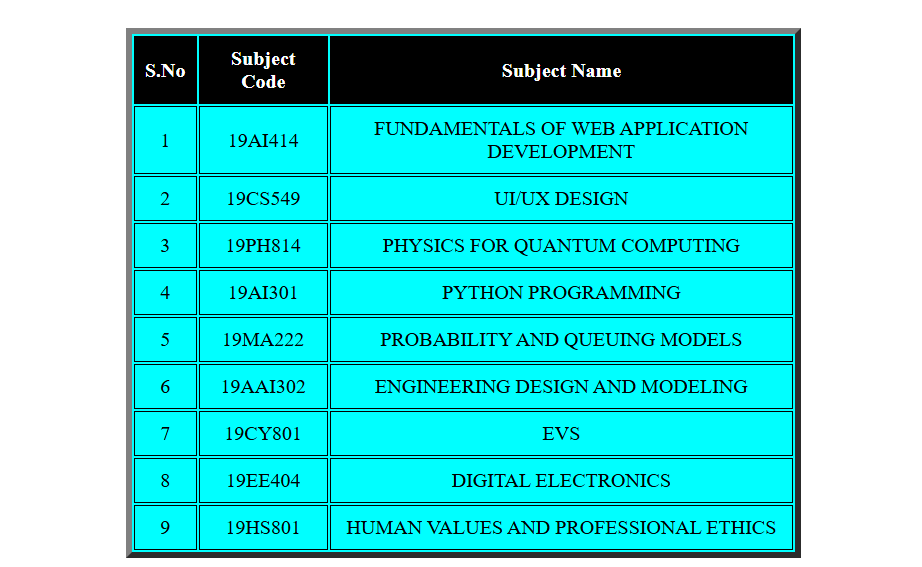 S.No Subject Code Subject Name
1 19AI414 FUNDAMENTALS OF WEB APPLICATION DEVELOPMENT
2 19CS549 UI/UX DESIGN
3 19PH814 PHYSICS FOR QUANTUM COMPUTING
4 19AI301 PYTHON PROGRAMMING
5 19MA222 PROBABILITY AND QUEUING MODELS
6 19AAI302 ENGINEERING DESIGN AND MODELING
7 19CY801 EVS
8 19EE404 DIGITAL ELECTRONICS
9 19HS801 HUMAN VALUES AND PROFESSIONAL ETHICS